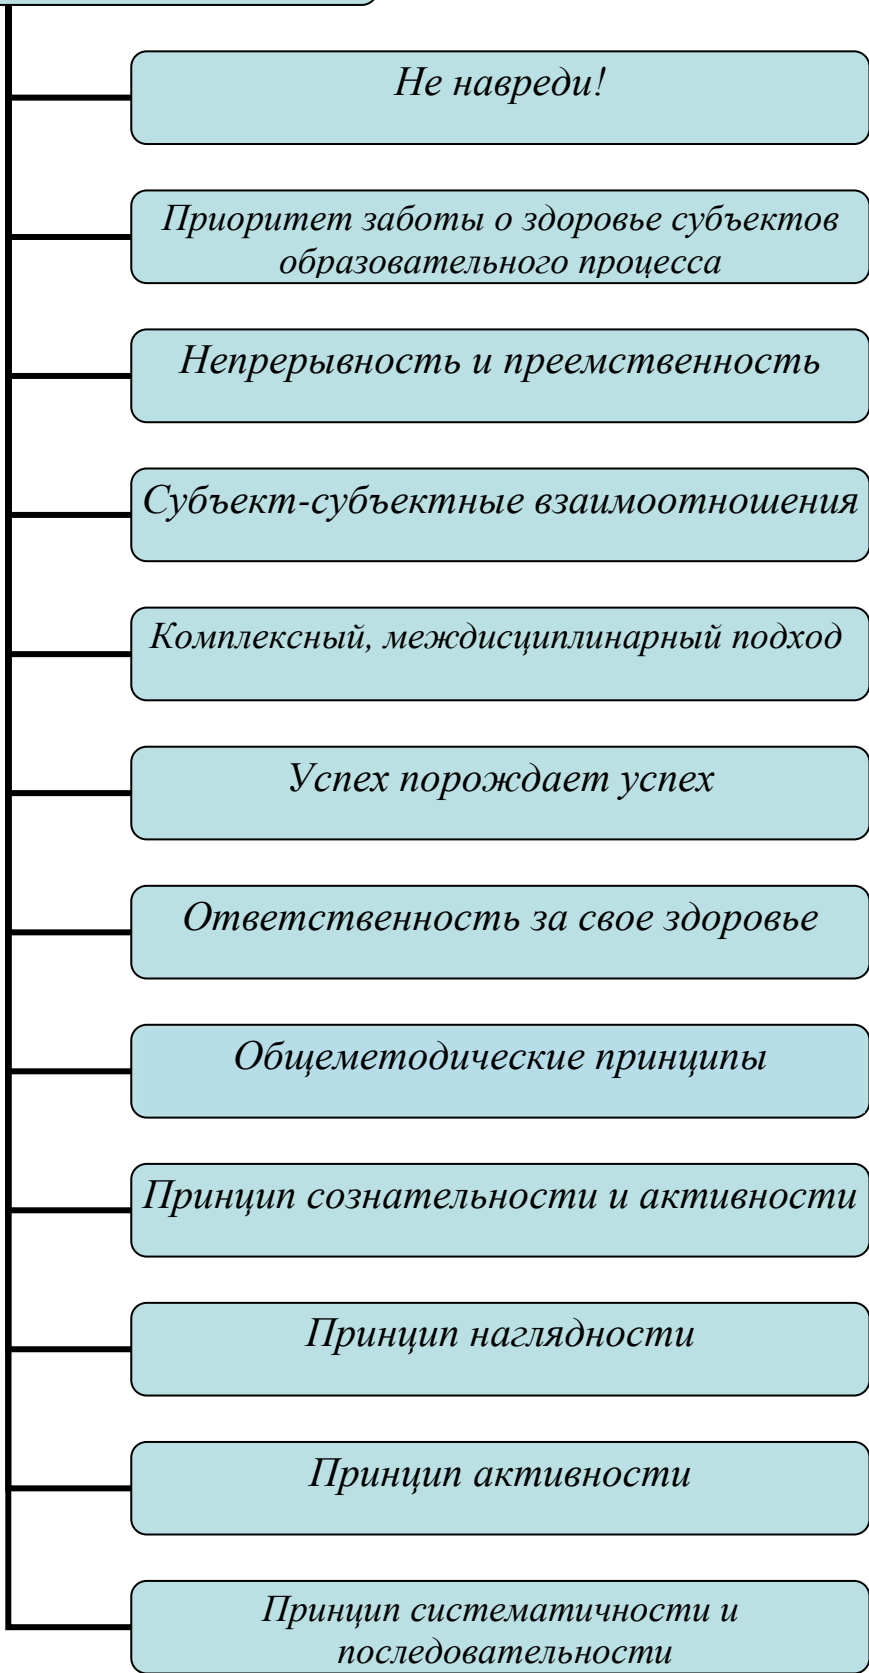 Не навреди!
Приоритет заботы о здоровье субъектов
образовательного процесса
Непрерывность и преемственность
Субъект-субъектные взаимоотношения
Комплексный, междисциплинарный подход
Успех порождает успех
Ответственность за свое здоровье
Общеметодические принципы
Принцип сознательности и активности
Принцип наглядности
Принцип активности
Принцип систематичности и
последовательности